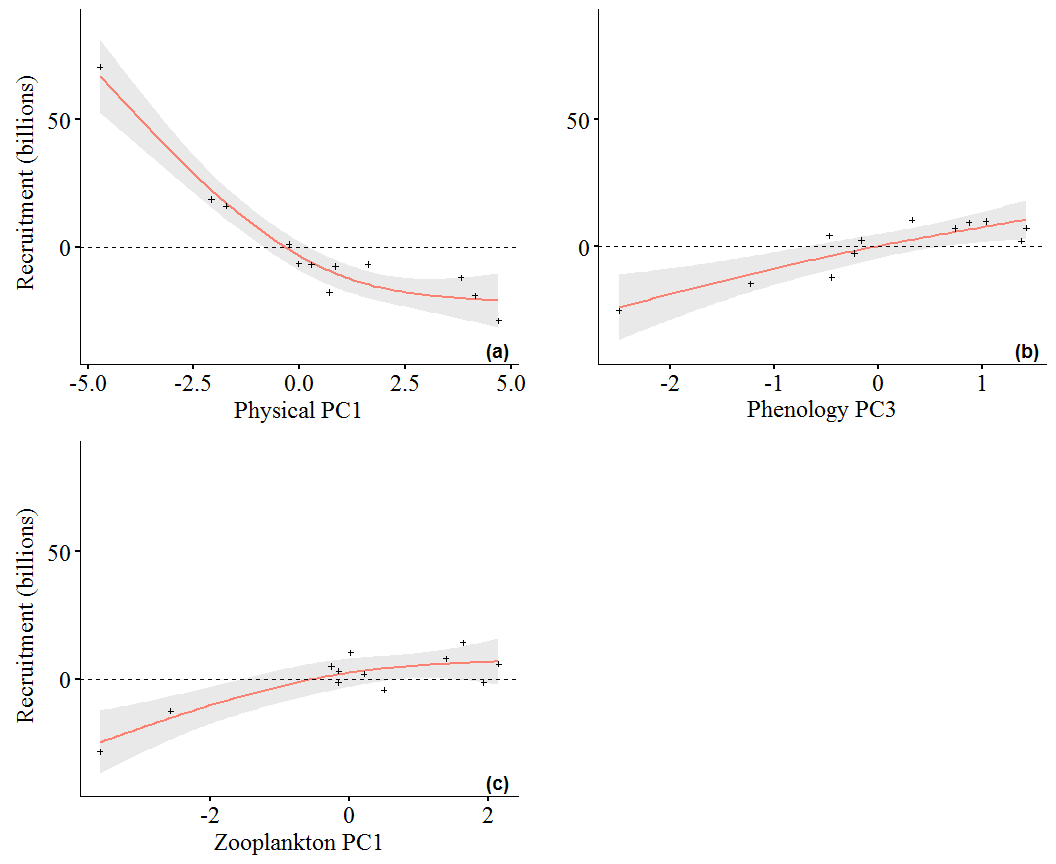 Recruitment (billions)
50
0
-5.0 -2.5 0.0 2.5 5.0
Physical PC1
(a)
50
0
-2 -1 0 1
Phenology PC3
(b)
Recruitment (billions)
50
0
-2 0 2
Zooplankton PC1
(c)